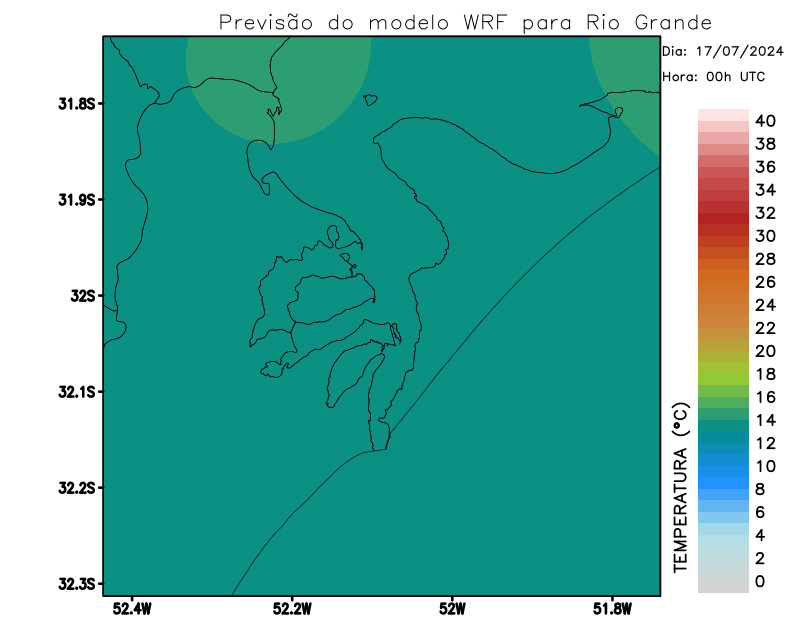 Previsão do modelo WRF para Rio Grande
Dia: 17/07/2024
Hora: 00h UTC
31.8S
31.9S
32S
32.1S
32.2S
32.3S
52.4W
52.2W
52W
51.8W
TEMPERATURA (°C)
40
38
36
34
32
30
28
26
24
22
20
18
16
14
12
10
8
6
4
2
0